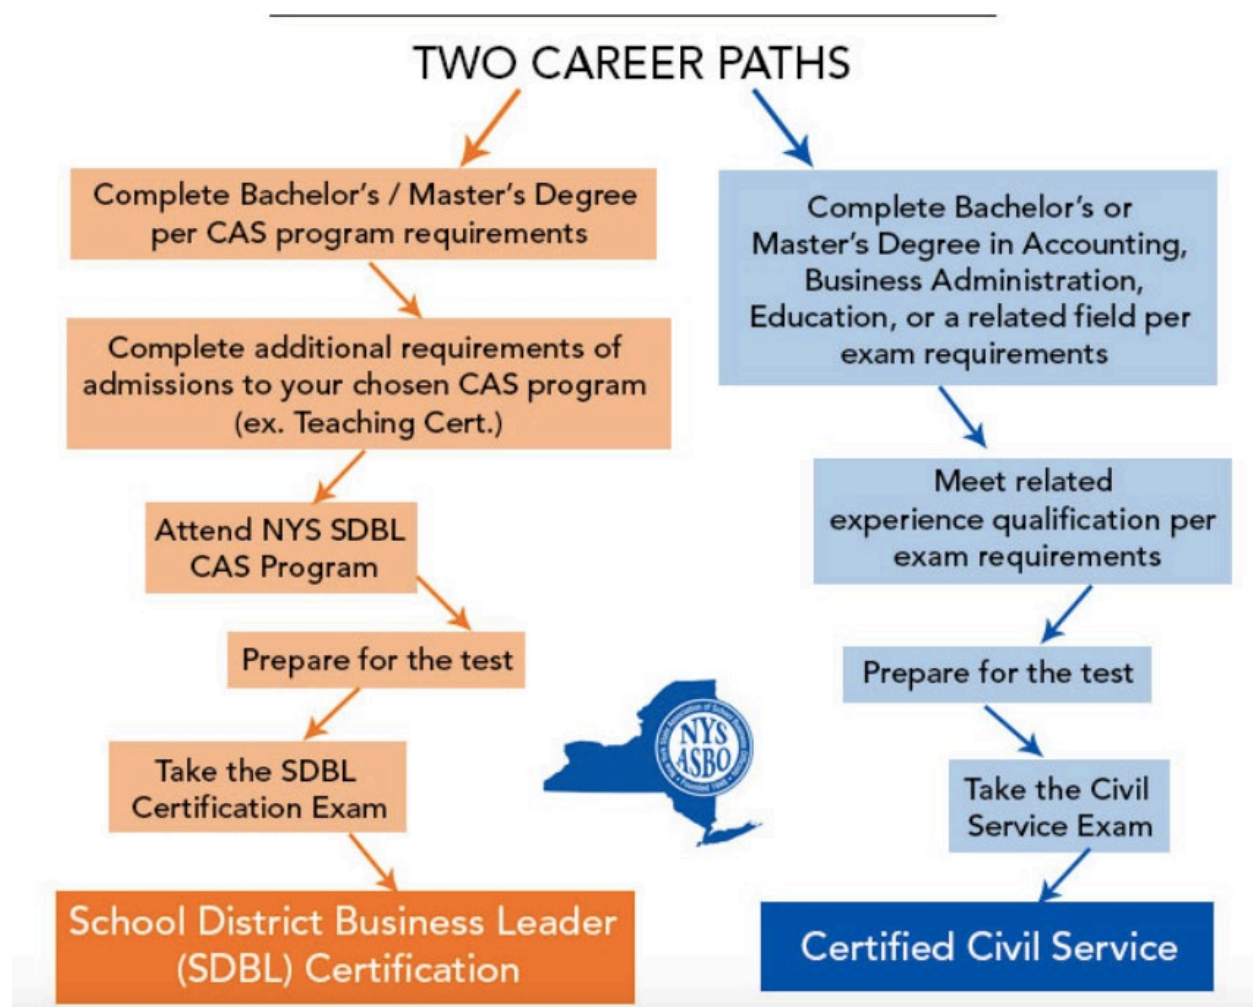 TWO CAREER PATHS
Complete Bachelor's / Master's Degree
per CAS program requirements
Complete additional requirements of
admissions to your chosen CAS program
(ex. Teaching Cert.)
Attend NYS SDBL
CAS Program
Prepare for the test
Take the SDBL
Certification Exam
School District Business Leader
(SDBL) Certification
Complete Bachelor's or
Master's Degree in Accounting,
Business Administration,
Education, or a related field per
exam requirements
Meet related
experience qualification per
exam requirements
Prepare for the test
Take the Civil
Service Exam
Certified Civil Service
NYS
ASBO